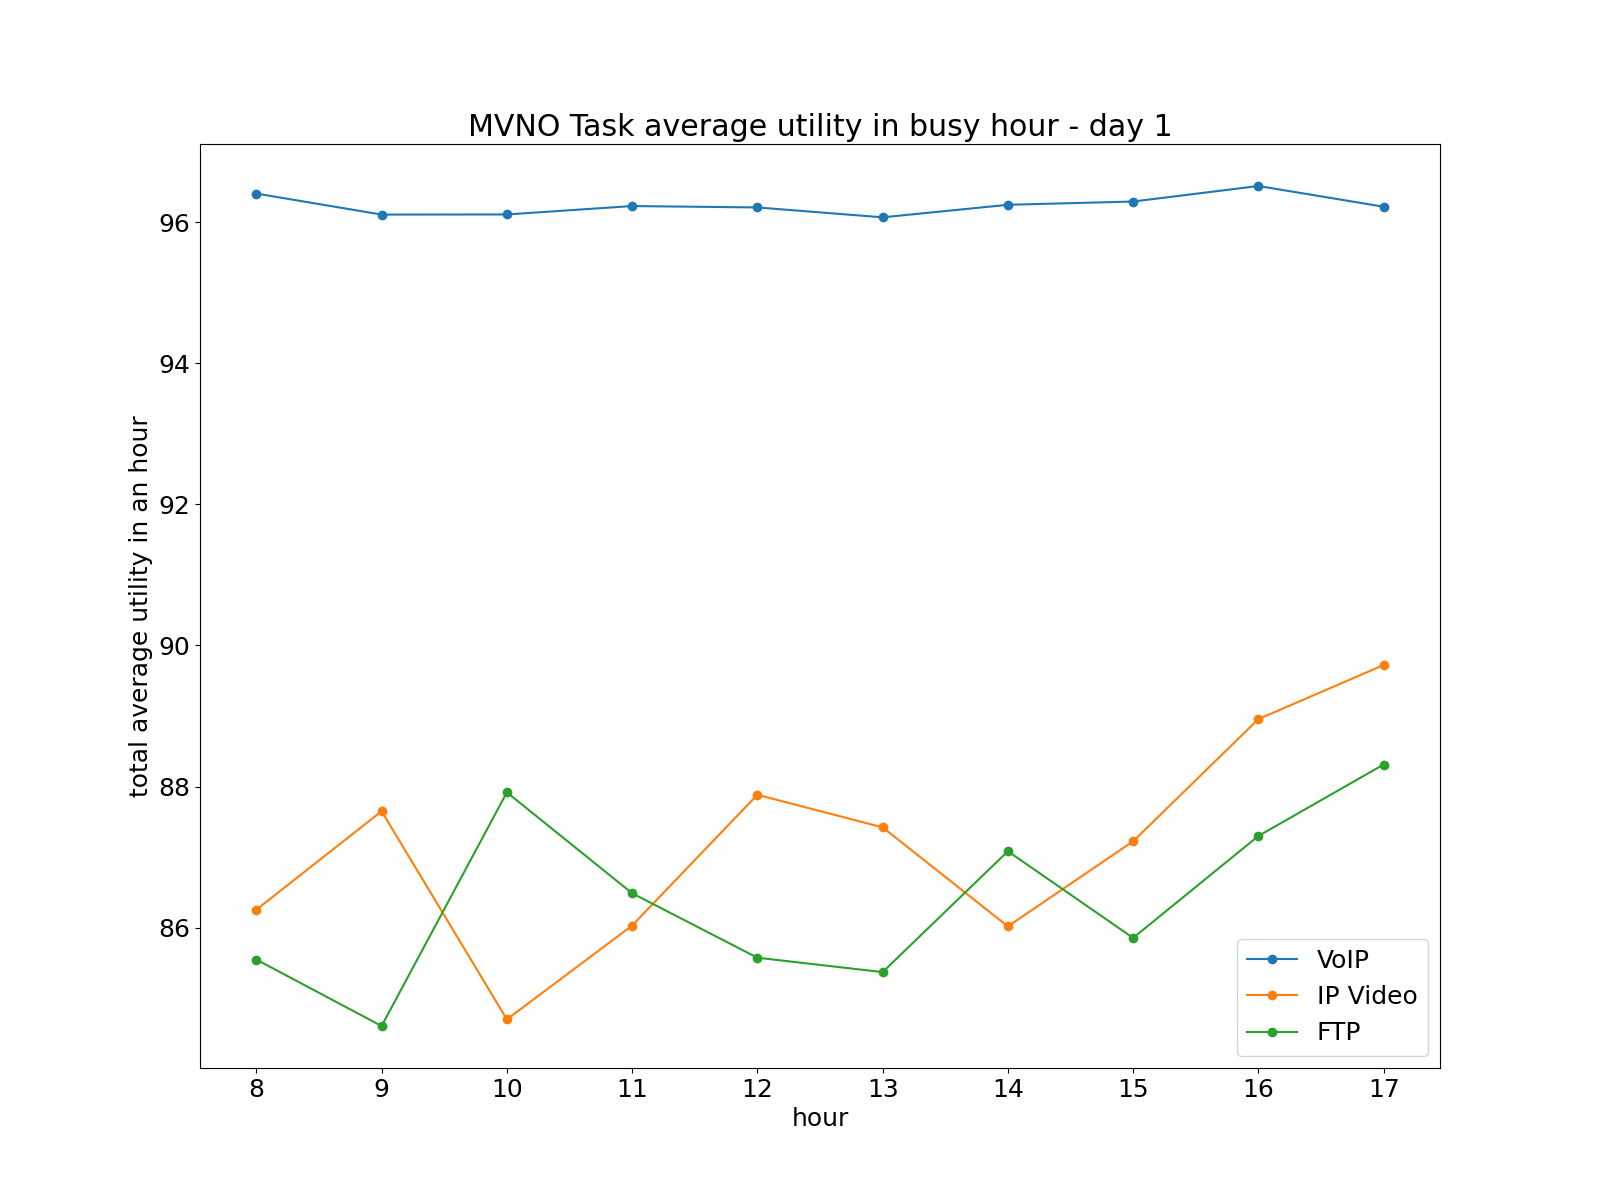 MVNO Task average utility in busy hour - day 1
total average utility in an hour
96
94
92
90
88
86
8 9 10 11 12 13 14 15 16 17
hour
VoIP
IP Video
FTP